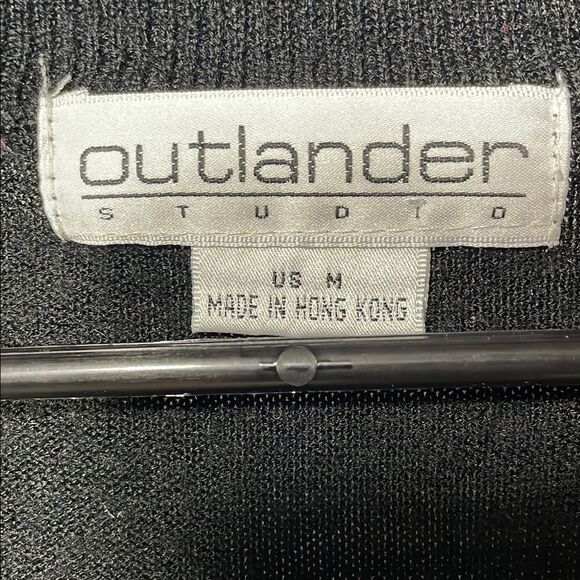 outlander
STUDIO
US M
MADE IN HONG KONG